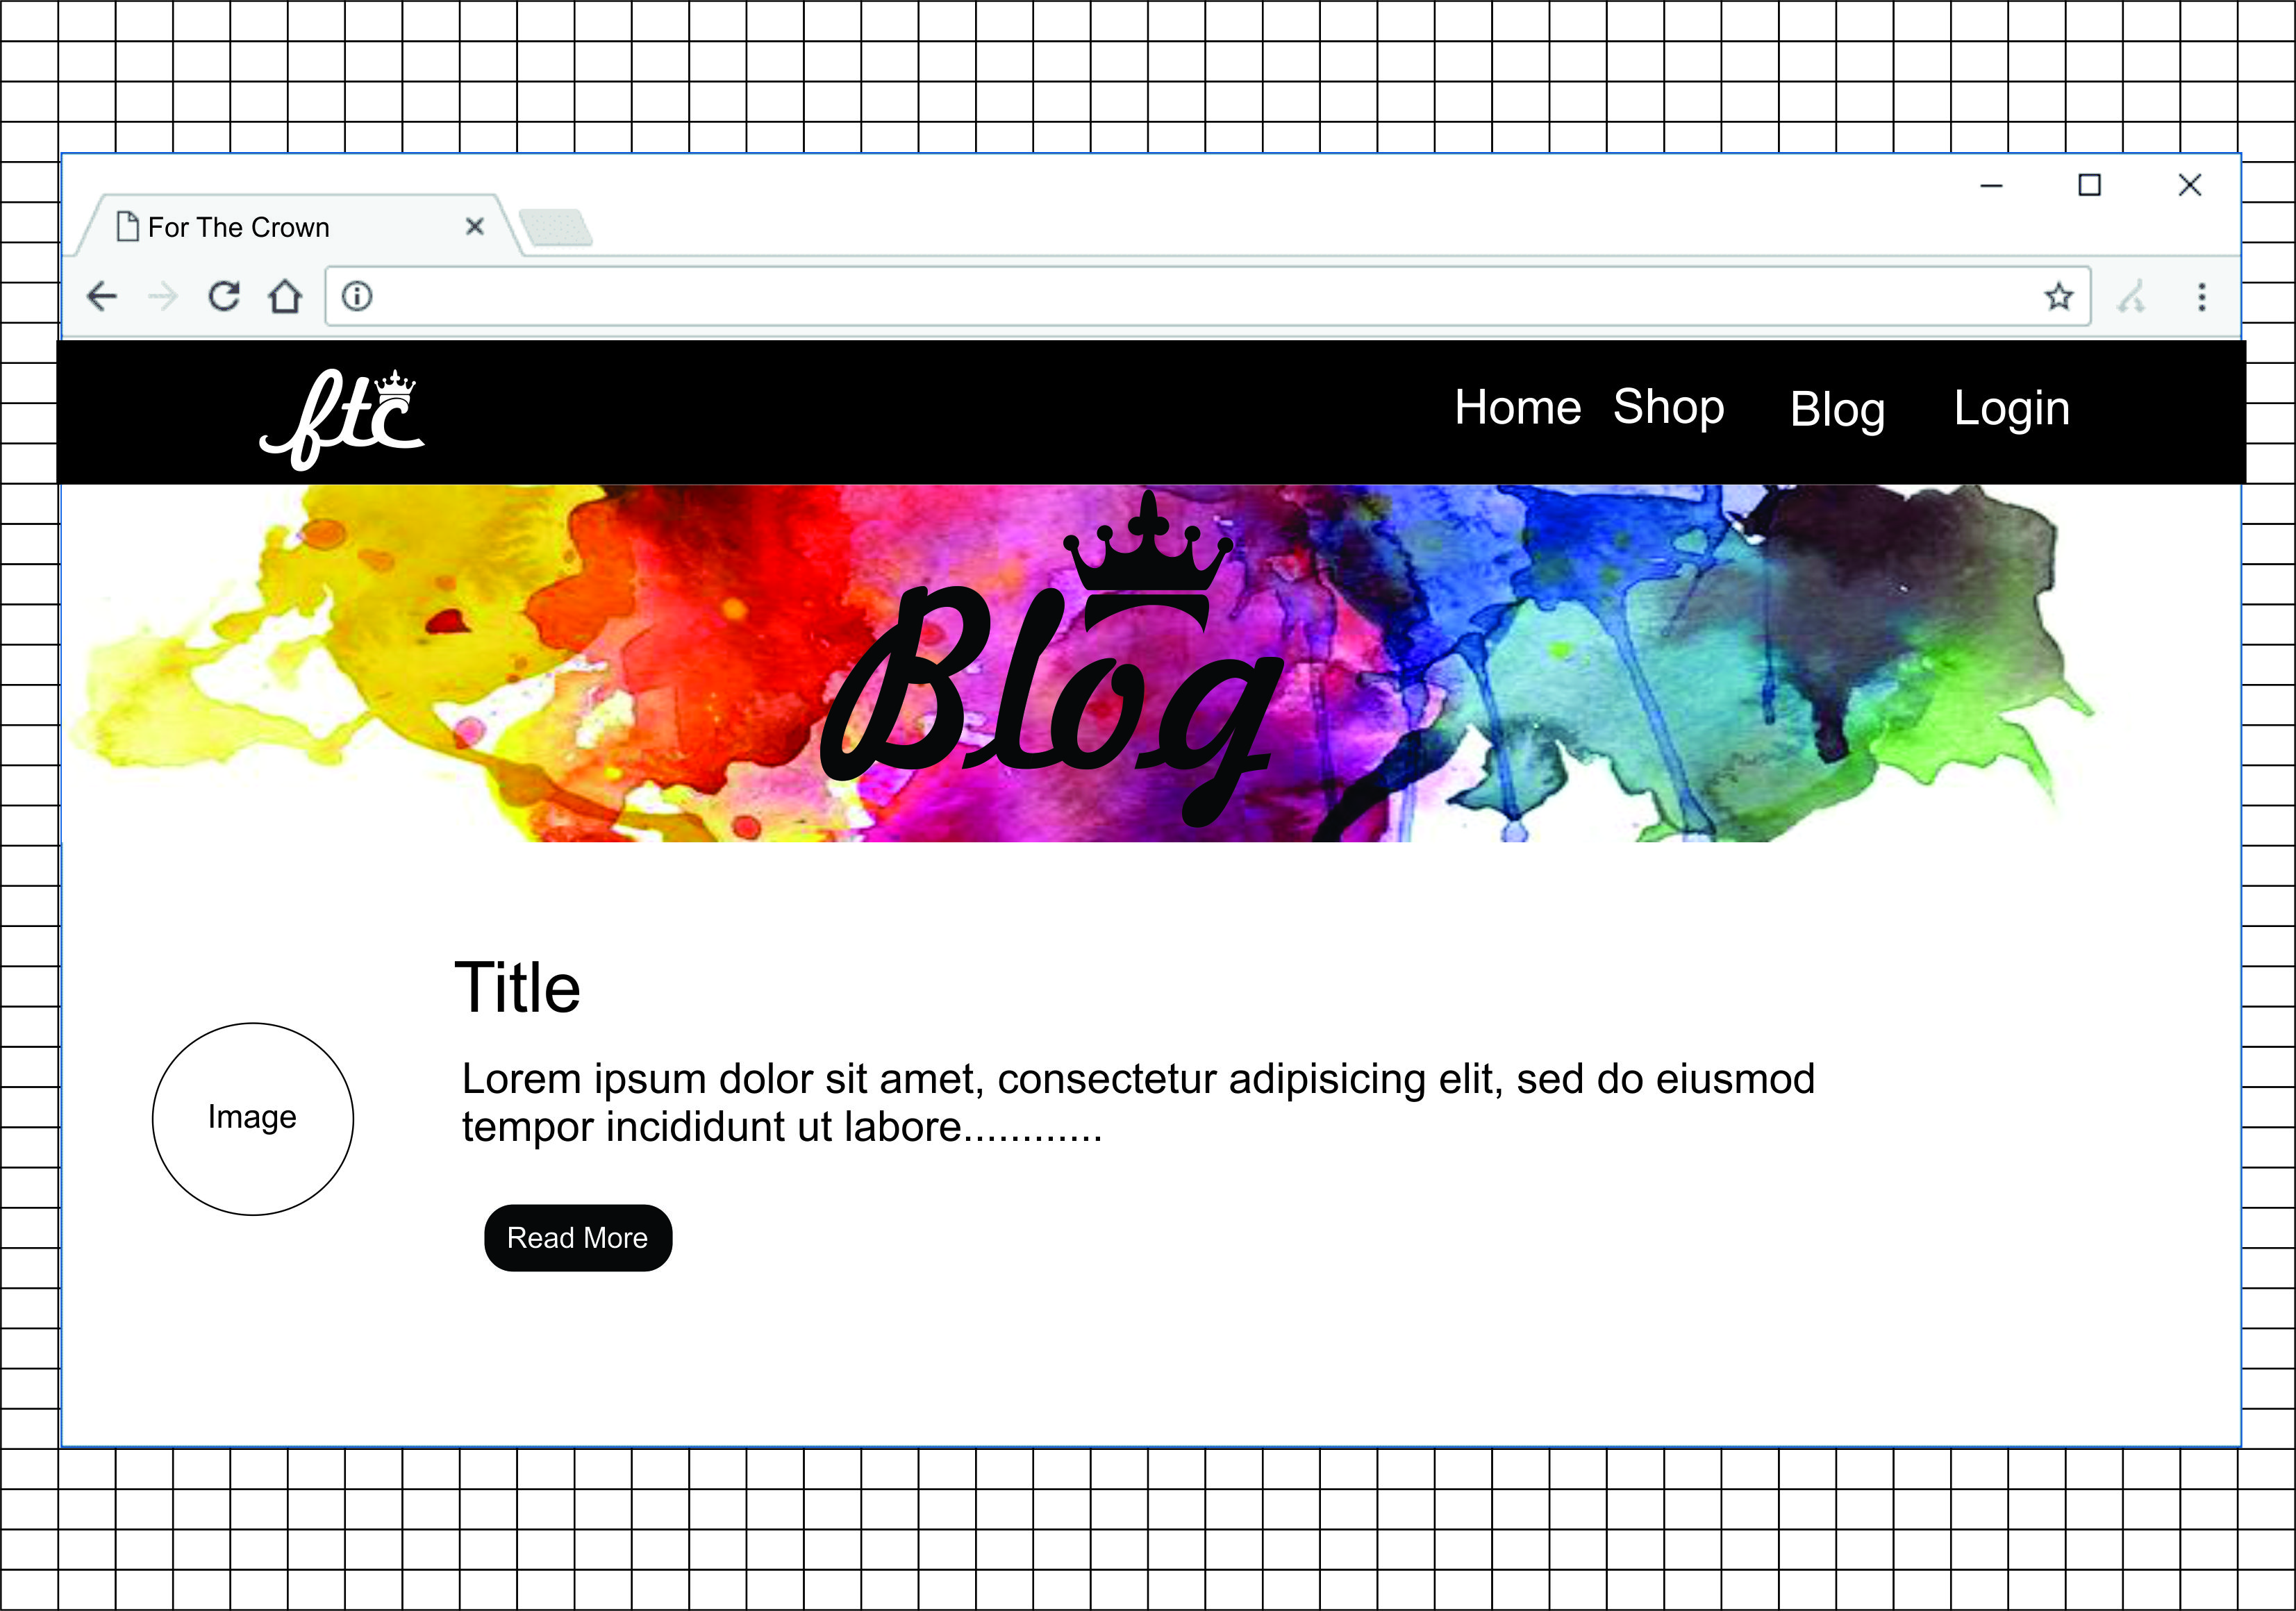 For The Crown
ftc
Home Shop Blog Login
Blog
Title
Lorem ipsum dolor sit amet, consectetur adipisicing elit, sed do eiusmod
tempor incididunt ut labore............
Image
Read More